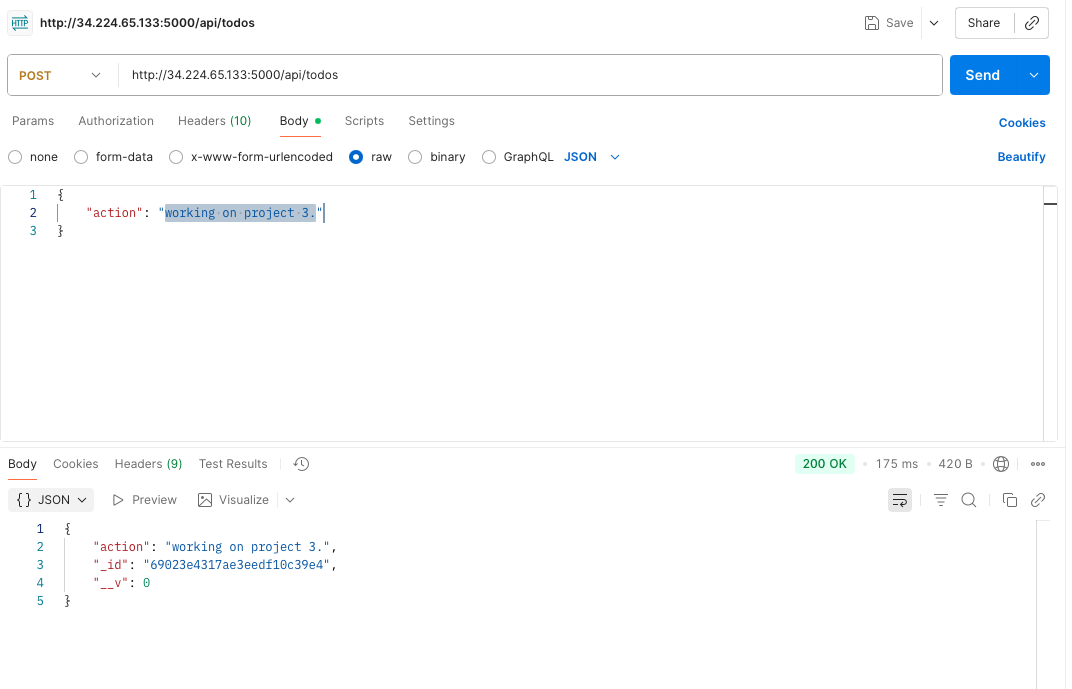 HTTP http://34.224.65.133:5000/api/todos Save Share
POST http://34.224.65.133:5000/api/todos Send
Params Authorization Headers (10) Body Scripts Settings Cookies
none form-data x-www-form-urlencoded raw binary GraphQL JSON Beautify
1 {
2 "action": "working on project 3."
3 }
Body Cookies Headers (9) Test Results 200 OK • 175 ms • 420 B •
{} JSON Preview Visualize
1 {
2 "action": "working on project 3.",
3 "_id": "69023e4317ae3eedf10c39e4",
4 "__v": 0
5 }